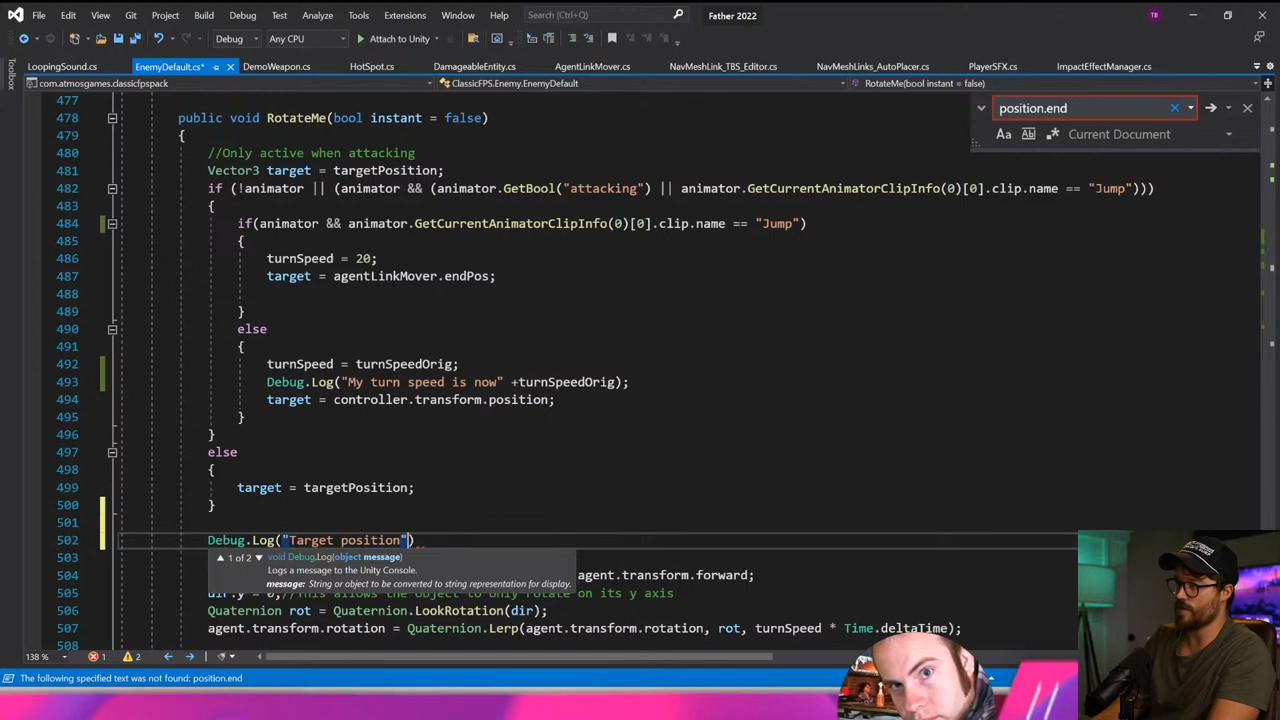 File Edit View Git Project Build Debug Test Analyze Tools Extensions Window Help Search (Ctrl+Q) Father 2022 TB
Debug Any CPU Attach to Unity
LoopingSound.cs EnemyDefault.cs* DemoWeapon.cs HotSpot.cs DamageableEntity.cs AgentLinkMover.cs NavMeshLink_TBS_Editor.cs NavMeshLinks_AutoPlacer.cs PlayerSFX.cs ImpactEffectManager.cs
Toolbox
com.atmosgames.classicfpspack ClassicFPS.Enemy.EnemyDefault RotateMe(bool instant = false)
position.end
Aa Ab Current Document
477
478 public void RotateMe(bool instant = false)
479 {
480 //Only active when attacking
481 Vector3 target = targetPosition;
482 if (!animator || (animator && (animator.GetBool("attacking") || animator.GetCurrentAnimatorClipInfo(0)[0].clip.name == "Jump")))
483 {
484 if(animator && animator.GetCurrentAnimatorClipInfo(0)[0].clip.name == "Jump")
485 {
486 turnSpeed = 20;
487 target = agentLinkMover.endPos;
488
489 }
490 else
491 {
492 turnSpeed = turnSpeedOrig;
493 Debug.Log("My turn speed is now" +turnSpeedOrig);
494 target = controller.transform.position;
495 }
496 }
497 else
498 {
499 target = targetPosition;
500 }
501
502 Debug.Log("Target position")
503 1 of 2 void Debug.Log(object message)
Logs a message to the Unity Console.
504 message: String or object to be converted to string representation for display. agent.transform.forward;
505 dir.y = 0;//This allows the object to only rotate on its y axis
506 Quaternion rot = Quaternion.LookRotation(dir);
507 agent.transform.rotation = Quaternion.Lerp(agent.transform.rotation, rot, turnSpeed * Time.deltaTime);
138 % 1 2
The following specified text was not found: position.end